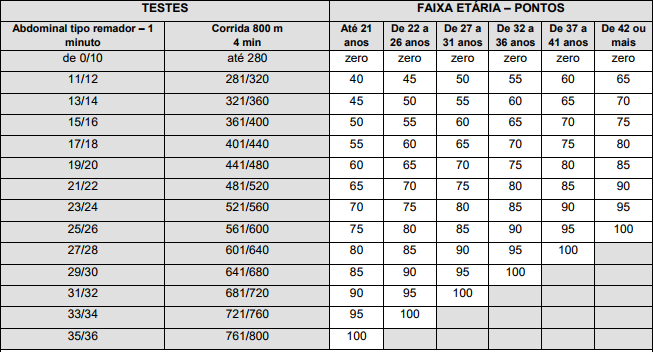 TESTES FAIXA ETÁRIA – PONTOS
Abdominal tipo remador – 1 minuto Corrida 800 m 4 min Até 21 anos De 22 a 26 anos De 27 a 31 anos De 32 a 36 anos De 37 a 41 anos De 42 ou mais
de 0/10 até 280 zero zero zero zero zero zero
11/12 281/320 40 45 50 55 60 65
13/14 321/360 45 50 55 60 65 70
15/16 361/400 50 55 60 65 70 75
17/18 401/440 55 60 65 70 75 80
19/20 441/480 60 65 70 75 80 85
21/22 481/520 65 70 75 80 85 90
23/24 521/560 70 75 80 85 90 95
25/26 561/600 75 80 85 90 95 100
27/28 601/640 80 85 90 95 100
29/30 641/680 85 90 95 100
31/32 681/720 90 95 100
33/34 721/760 95 100
35/36 761/800 100